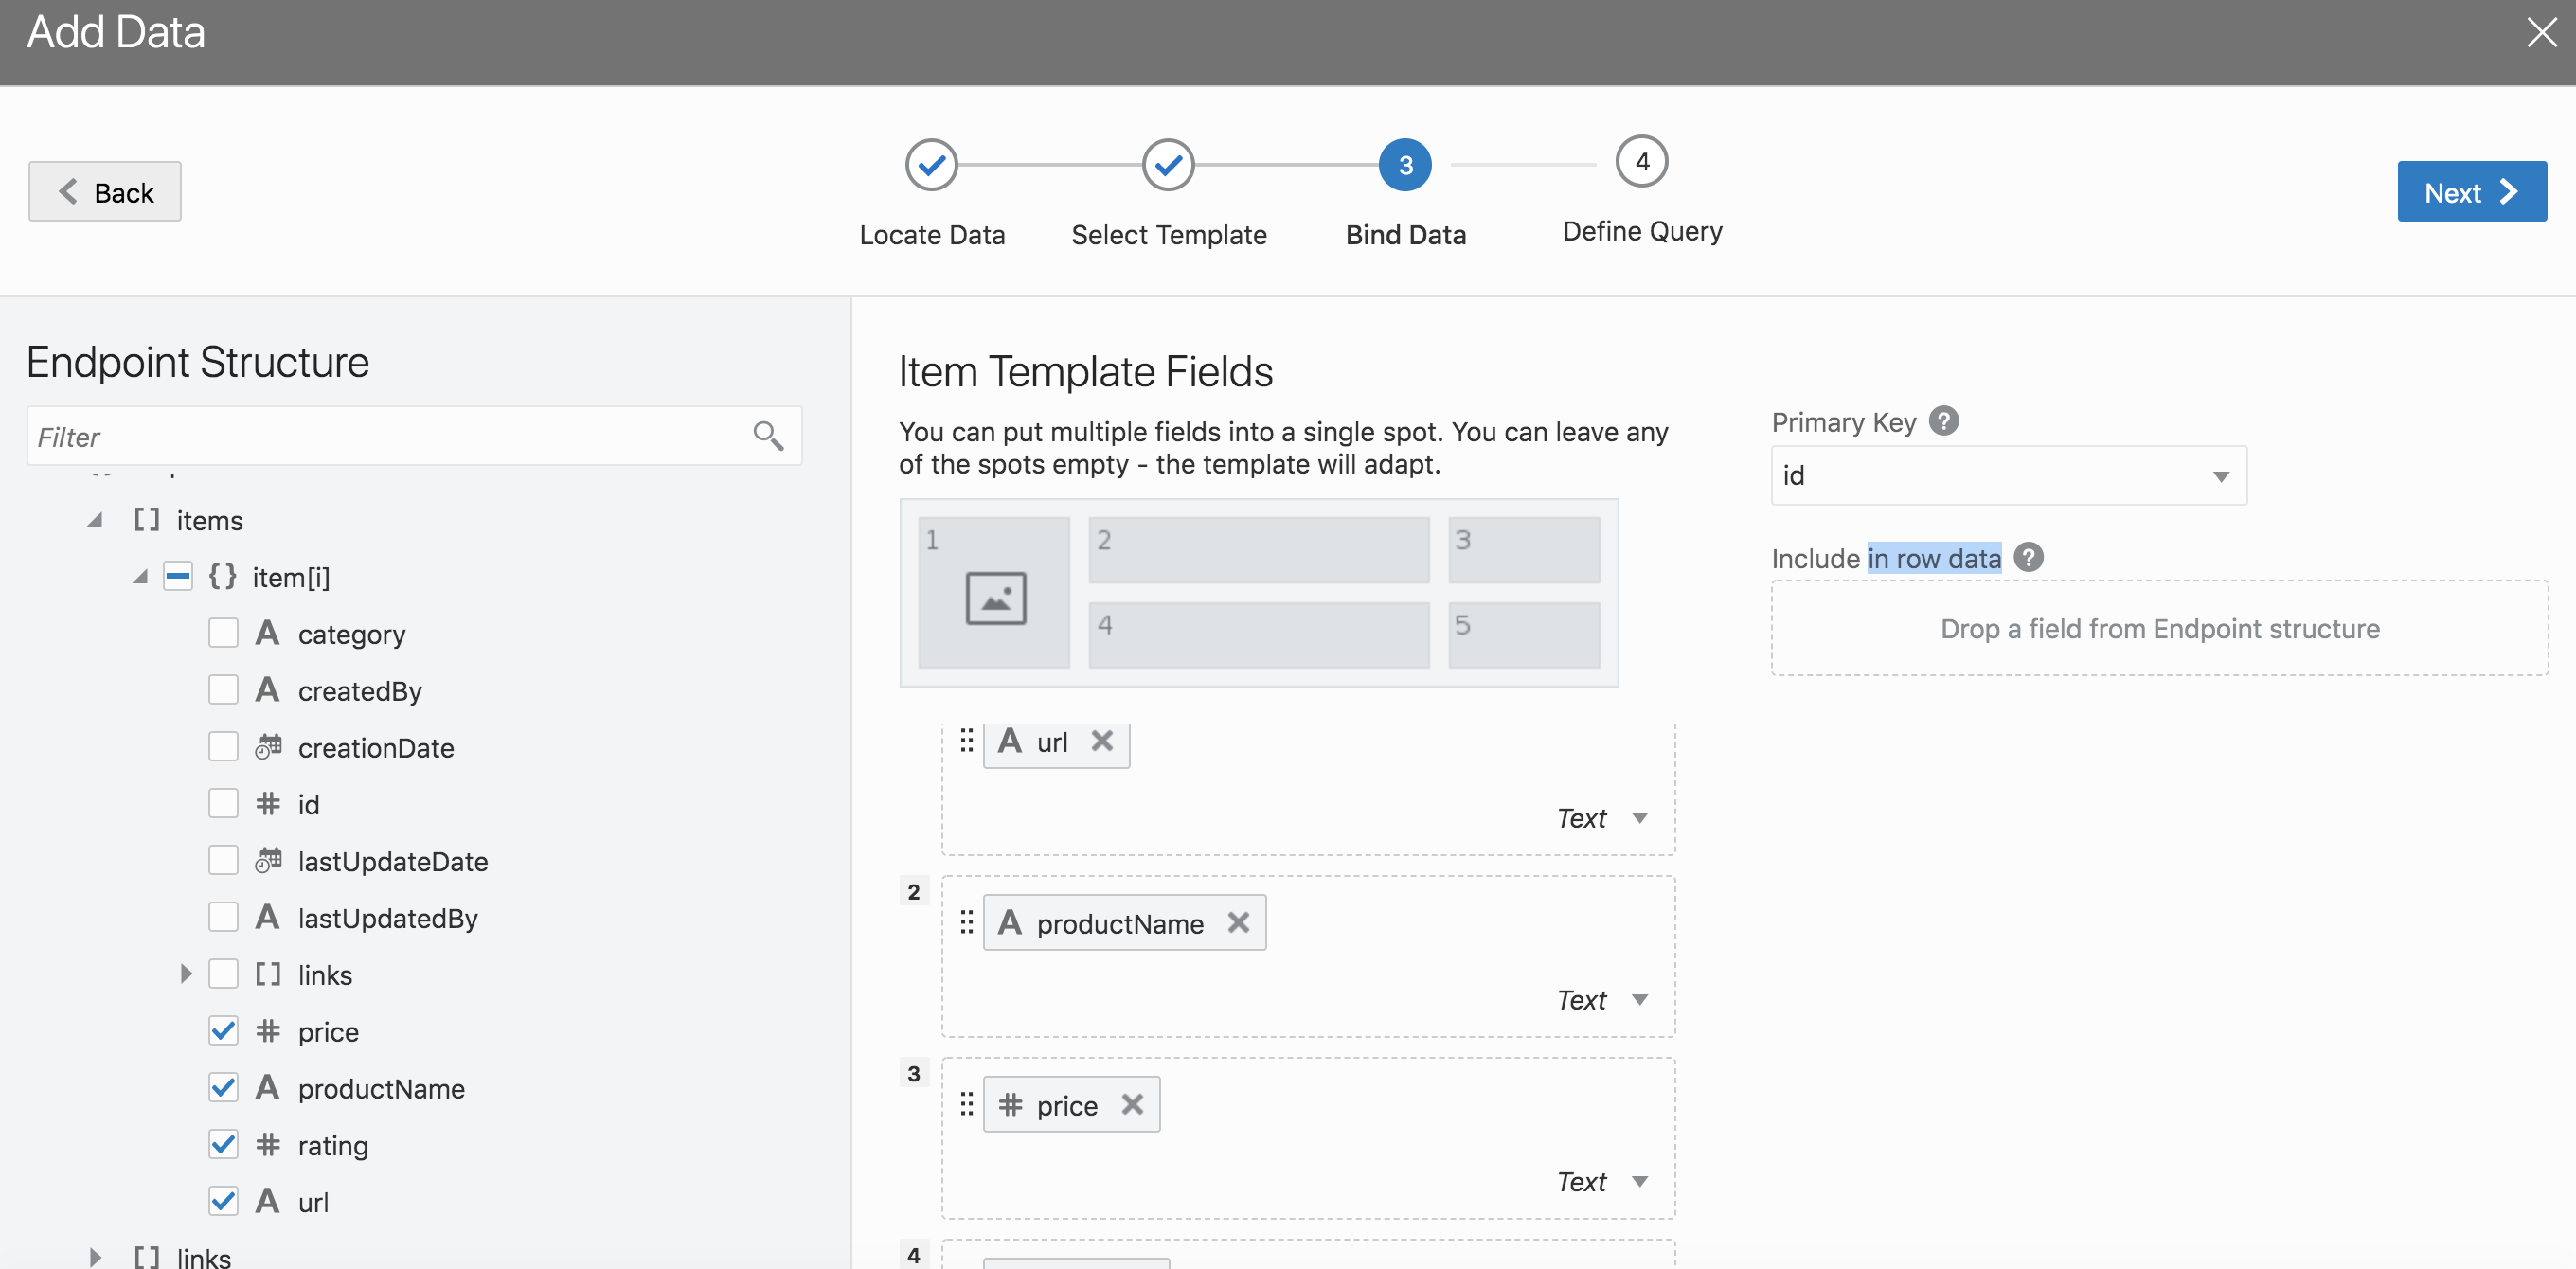 Add Data
Back
3
4
Next
Locate Data
Select Template
Bind Data
Define Query
Endpoint Structure
Filter
[] items
{} item[i]
A category
A createdBy
creationDate
# id
lastUpdateDate
A lastUpdatedBy
[] links
# price
A productName
# rating
A url
[] links
Item Template Fields
You can put multiple fields into a single spot. You can leave any
of the spots empty - the template will adapt.
1
2
3
4
5
A url
Text
2
A productName
Text
3
# price
Text
4
Primary Key ?
id
Include in row data ?
Drop a field from Endpoint structure